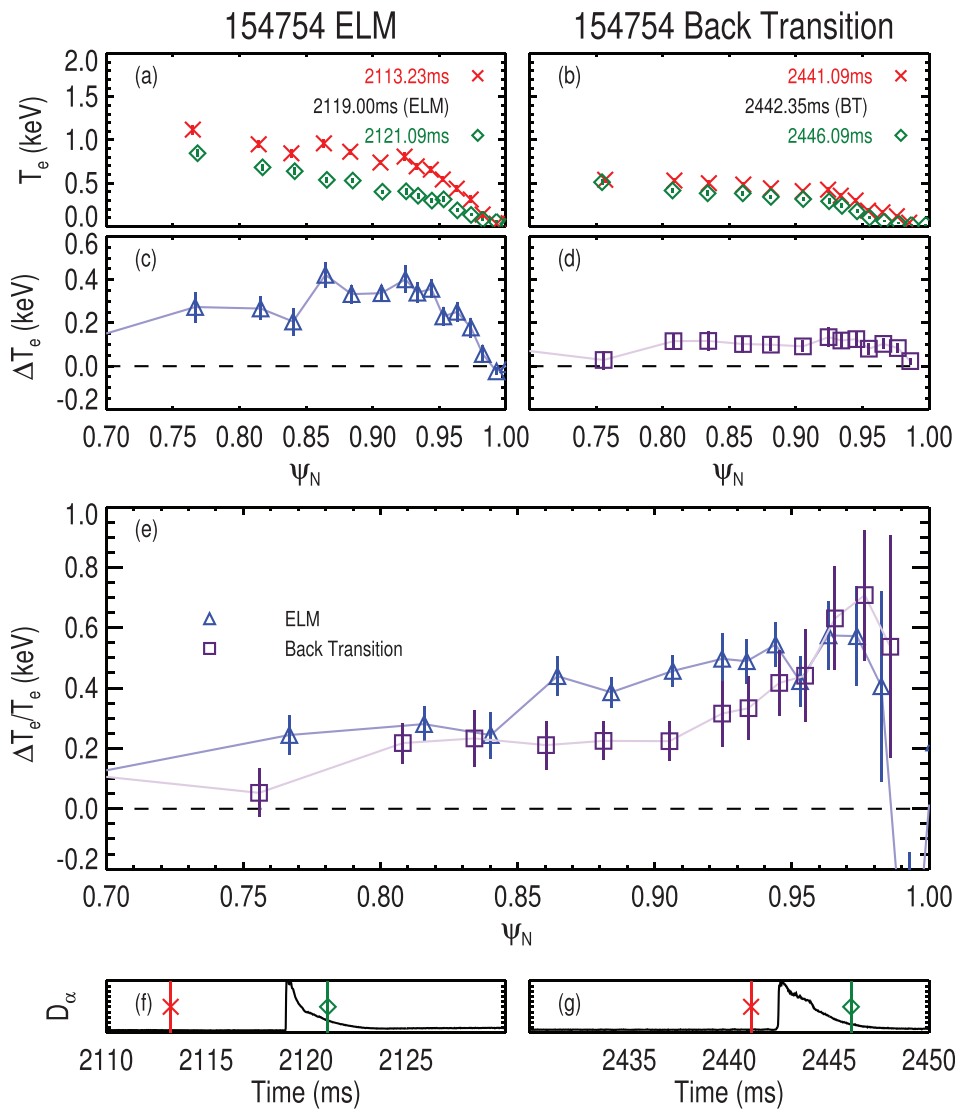 154754 ELM
154754 Back Transition
2.0
1.5
1.0
0.5
0.0
Tₑ (keV)
(a)
2113.23ms
2119.00ms (ELM)
2121.09ms
(b)
2441.09ms
2442.35ms (BT)
2446.09ms
0.6
0.4
0.2
0.0
-0.2
ΔTₑ (keV)
(c)
(d)
0.70 0.75 0.80 0.85 0.90 0.95 1.00
0.75 0.80 0.85 0.90 0.95 1.00
Ψ_N
Ψ_N
1.0
0.8
0.6
0.4
0.2
0.0
-0.2
ΔTₑ/Tₑ (keV)
(e)
ELM
Back Transition
0.70 0.75 0.80 0.85 0.90 0.95 1.00
Ψ_N
D_α
(f)
(g)
2110 2115 2120 2125
2435 2440 2445 2450
Time (ms)
Time (ms)